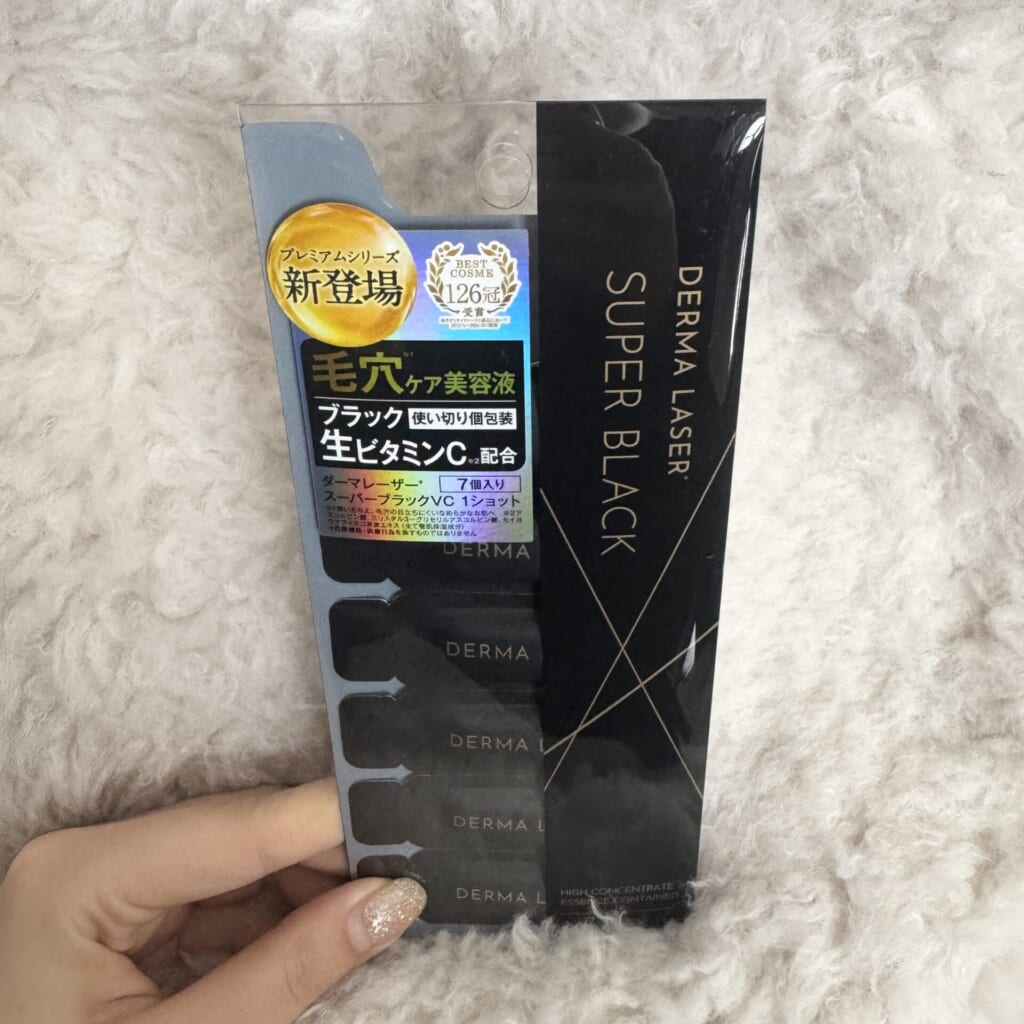 プレミアムシリーズ
新登場
BEST
COSME
126冠
受賞
毛穴※1ケア美容液
ブラック 使い切り個包装
生ビタミンC※2配合
ダーマレーザー* 7個入り
スーパーブラックVC 1ショット
DERMA LASER
SUPER BLACK
DERMA
DERMA
DERMA L
DERMA L
DERMA L
HIGH CONCENTRATE
ESSENCE CONTAINED